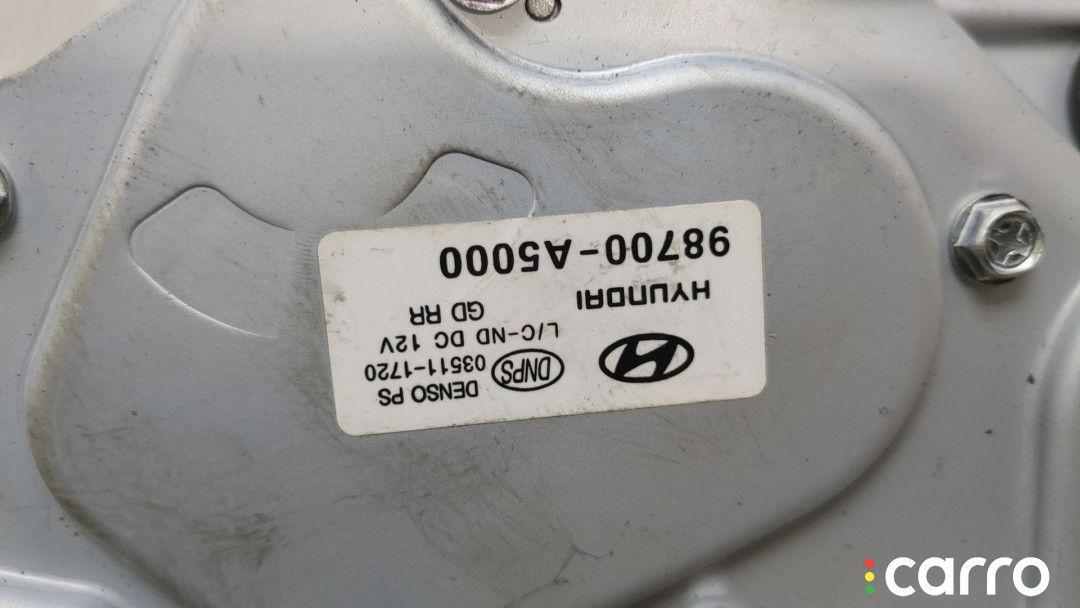 DENSO PS
DNPS 03511-1720
L/C-ND DC 12V
HYUNDAI GD RR
98700-A5000
carro